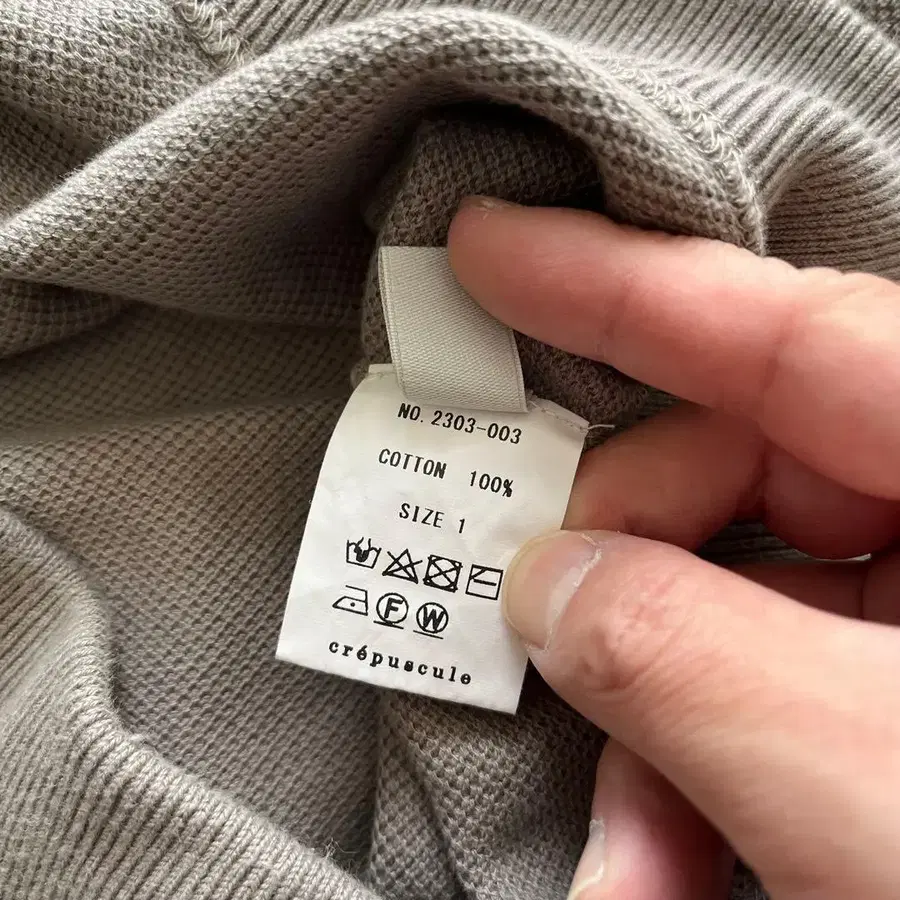 NO. 2303-003
COTTON 100%
SIZE 1
F W
crépuscule